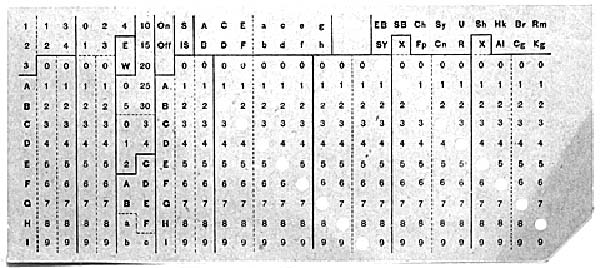 1 1 3 0 2 4 10 On S A C E a c e g EB SB Ch Sy U Sh Hk Br Rm
2 2 4 1 3 E 15 Off IS B D F b d f h SY X Fp Cn R X Al Cg Kg
3 0 0 0 0 W 20 0 0 0 0 0 0 0 0 0 0 0 0 0 0 0 0 0 0 0
A 1 1 1 1 0 25 A 1 1 1 1 1 1 1 1 1 1 1 1 1 1 1 1 1 1
B 2 2 2 2 5 30 B 2 2 2 2 2 2 2 2 2 2 2 2 2 2 2 2 2
C 3 3 3 3 0 3 C 3 3 3 3 3 3 3 3 3 3 3 3 3 3 3 3 3
D 4 4 4 4 1 4 D 4 4 4 4 4 4 4 4 4 4 4 4 4 4 4 4 4
E 5 5 5 5 2 C E 5 5 5 5 5 5 5 5 5 5 5 5 5 5 5 5 5
F 6 6 6 6 A D F 6 6 6 6 6 6 6 6 6 6 6 6 6 6 6 6 6
G 7 7 7 7 B E G 7 7 7 7 7 7 7 7 7 7 7 7 7 7 7 7 7
H 8 8 8 8 a F H 8 8 8 8 8 8 8 8 8 8 8 8 8 8 8 8 8
I 9 9 9 9 b c I 9 9 9 9 9 9 9 9 9 9 9 9 9 9 9 9 9 9